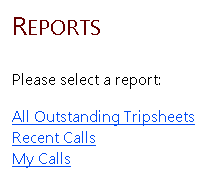 REPORTS
Please select a report:
All Outstanding Tripsheets
Recent Calls
My Calls